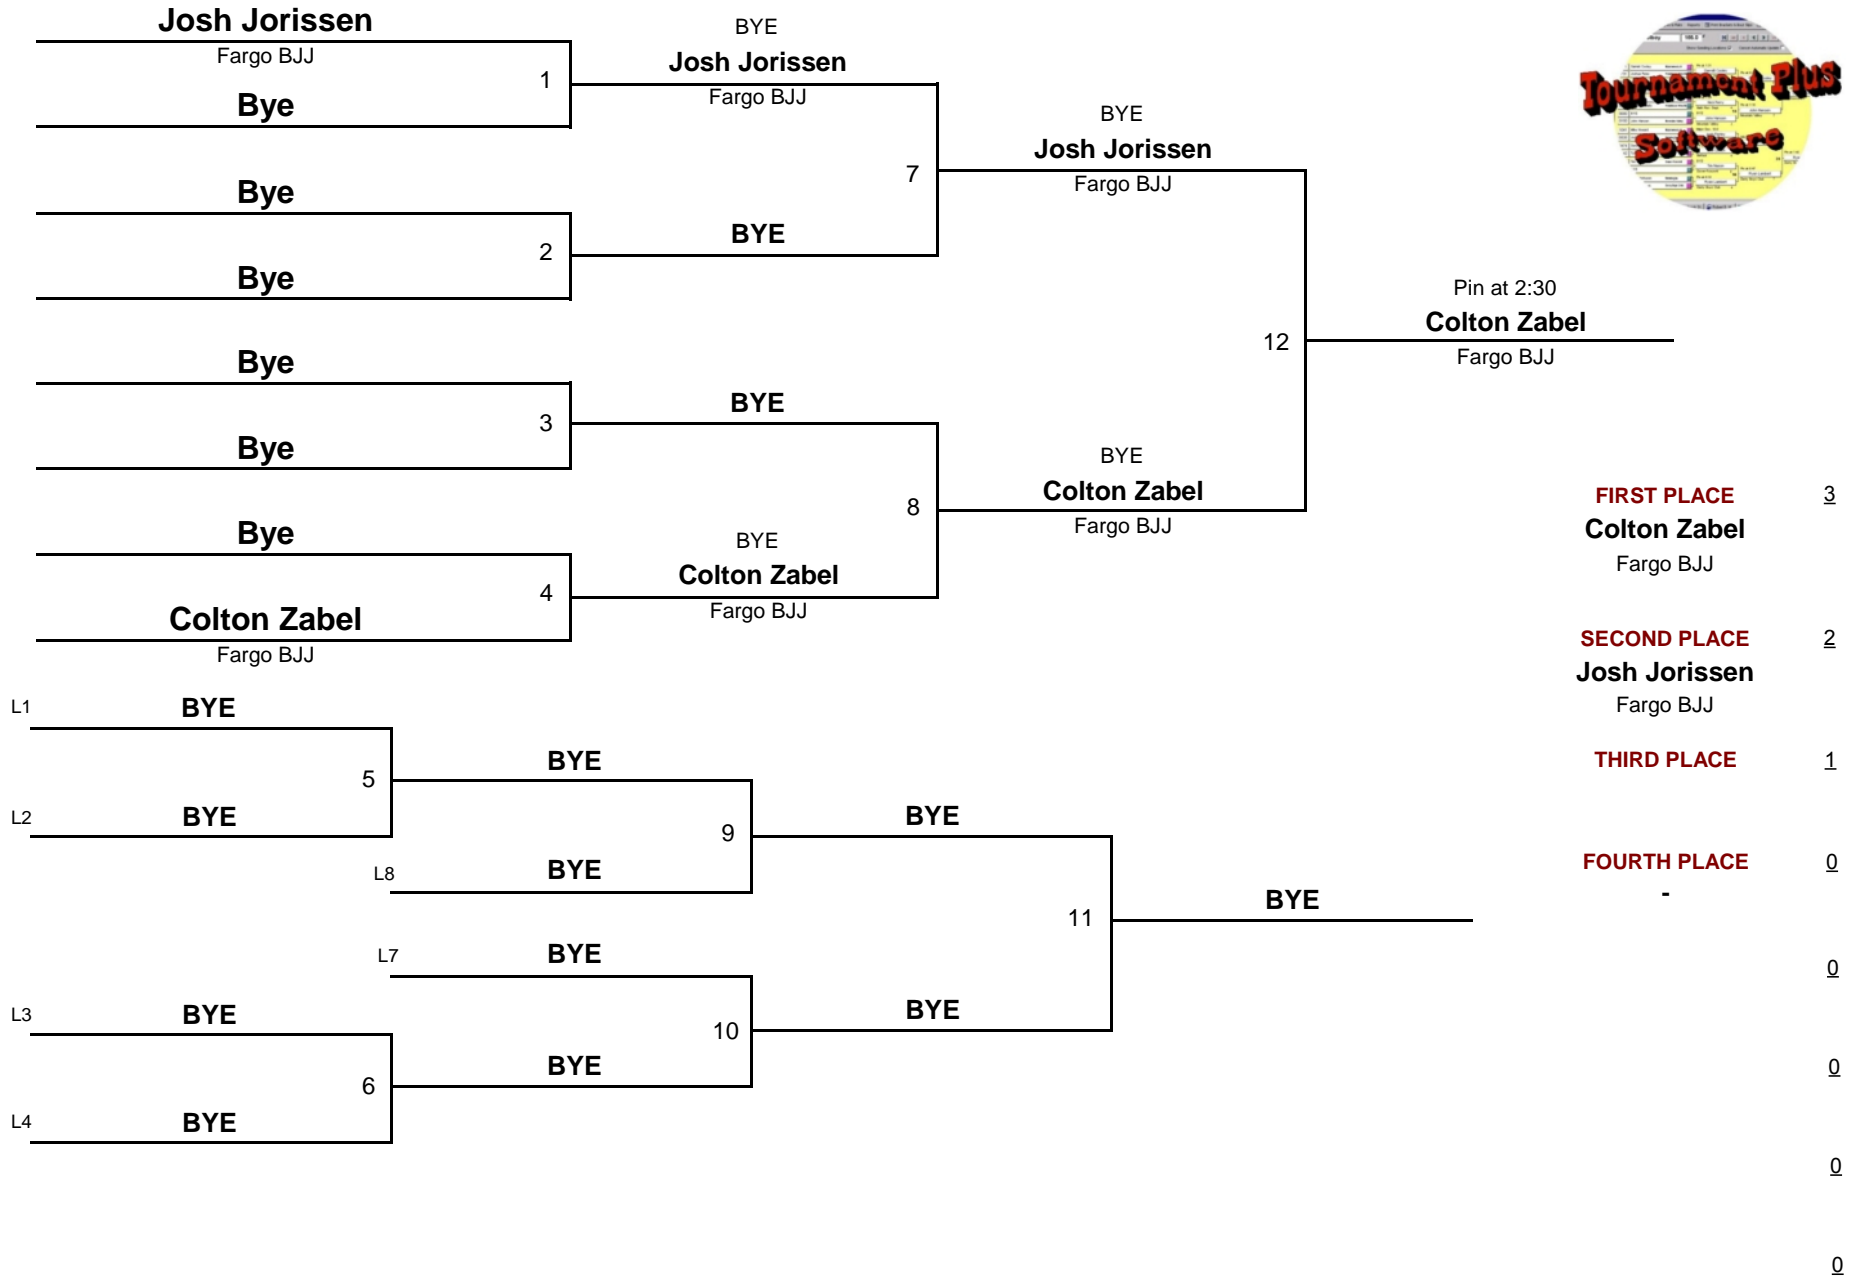 Josh Jorissen
Fargo BJJ
1
Bye
BYE
Josh Jorissen
Fargo BJJ
Bye
2
Bye
BYE
7
BYE
Josh Jorissen
Fargo BJJ
Bye
3
Bye
BYE
Bye
4
Colton Zabel
Fargo BJJ
BYE
Colton Zabel
Fargo BJJ
8
BYE
Colton Zabel
Fargo BJJ
12
Pin at 2:30
Colton Zabel
Fargo BJJ
Tournament Plus
Software
FIRST PLACE 3
Colton Zabel
Fargo BJJ
SECOND PLACE 2
Josh Jorissen
Fargo BJJ
THIRD PLACE 1
FOURTH PLACE 0
-
0
0
0
0
L1 BYE
5
L2 BYE
BYE
9
L8 BYE
BYE
L7 BYE
10
BYE
L3 BYE
6
L4 BYE
BYE
11
BYE